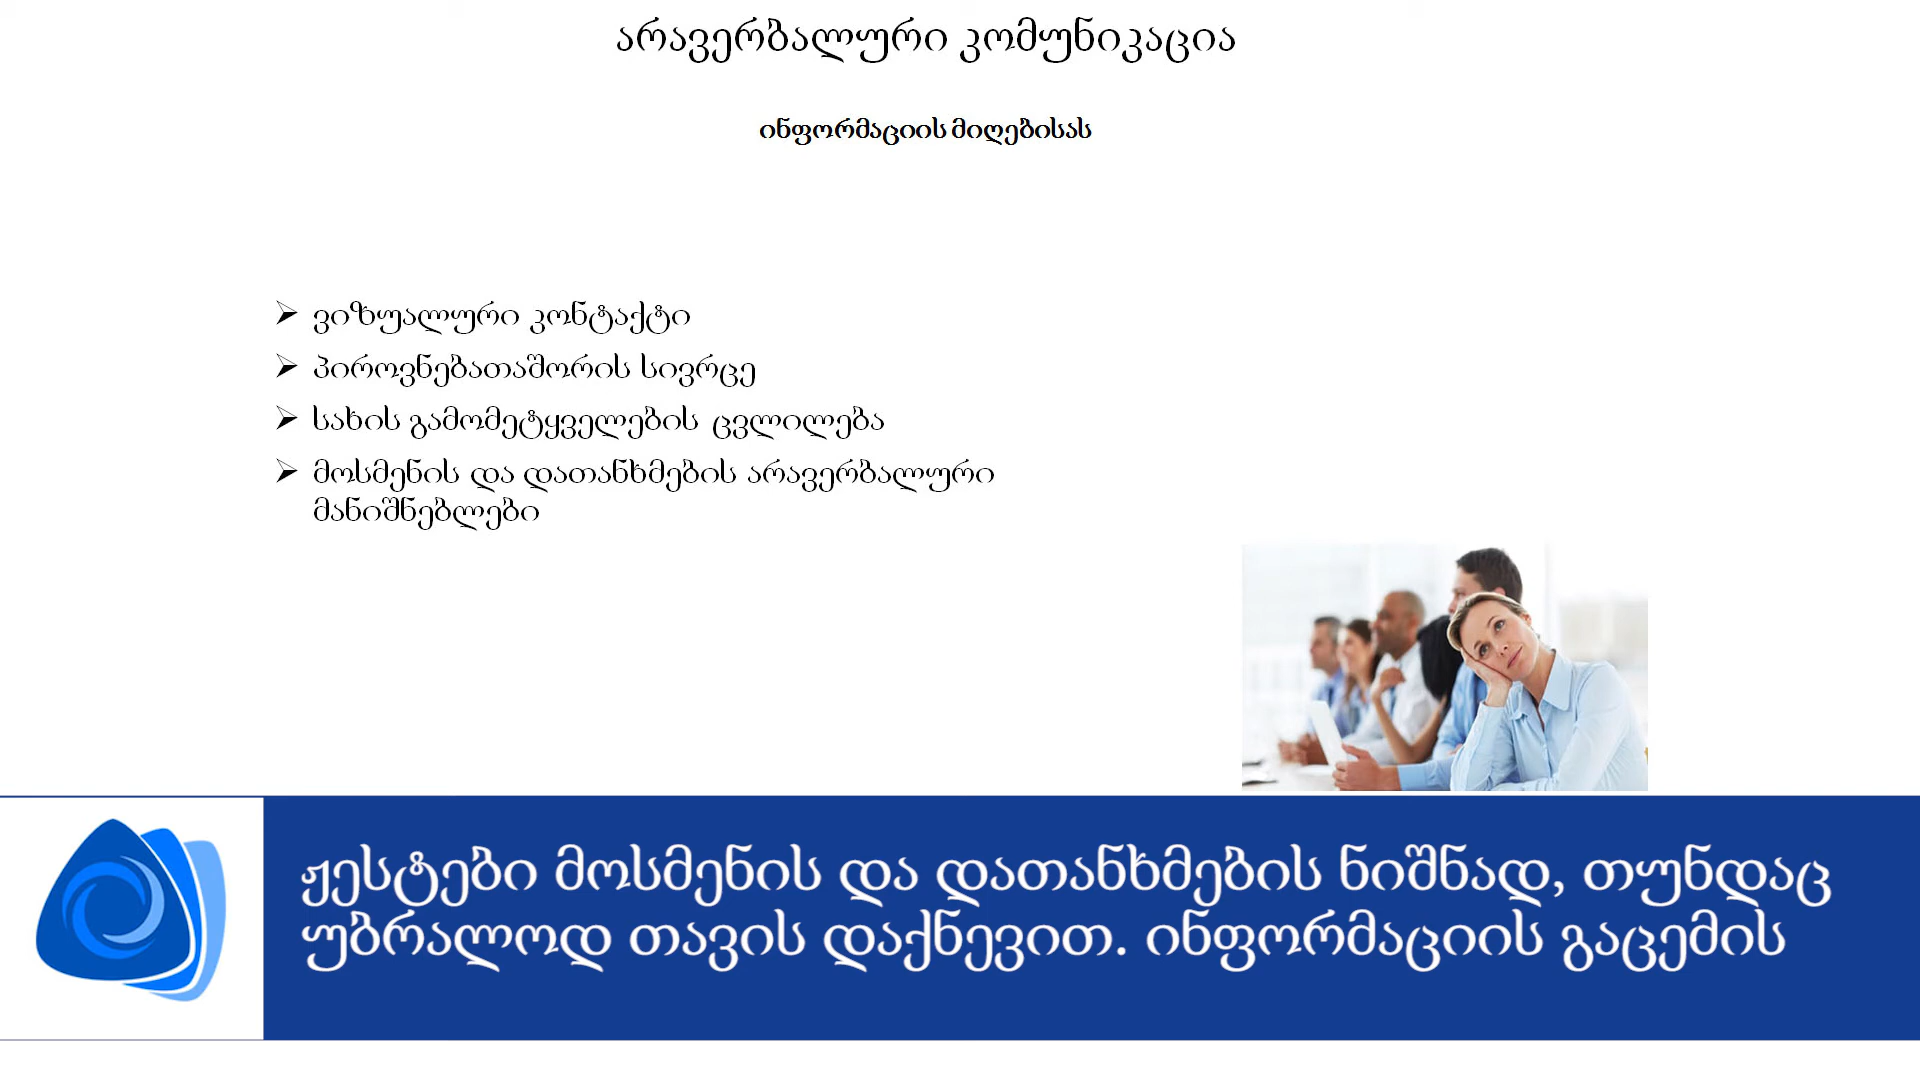 არავერბალური კომუნიკაცია
ინფორმაციის მიღებისას
ვიზუალური კონტაქტი
პიროვნებათაშორის სივრცე
სახის გამომეტყველების ცვლილება
მოსმენის და დათანხმების არავერბალური
მანიშნებლები
ჟესტები მოსმენის და დათანხმების ნიშნად, თუნდაც
უბრალოდ თავის დაქნევით. ინფორმაციის გაცემის